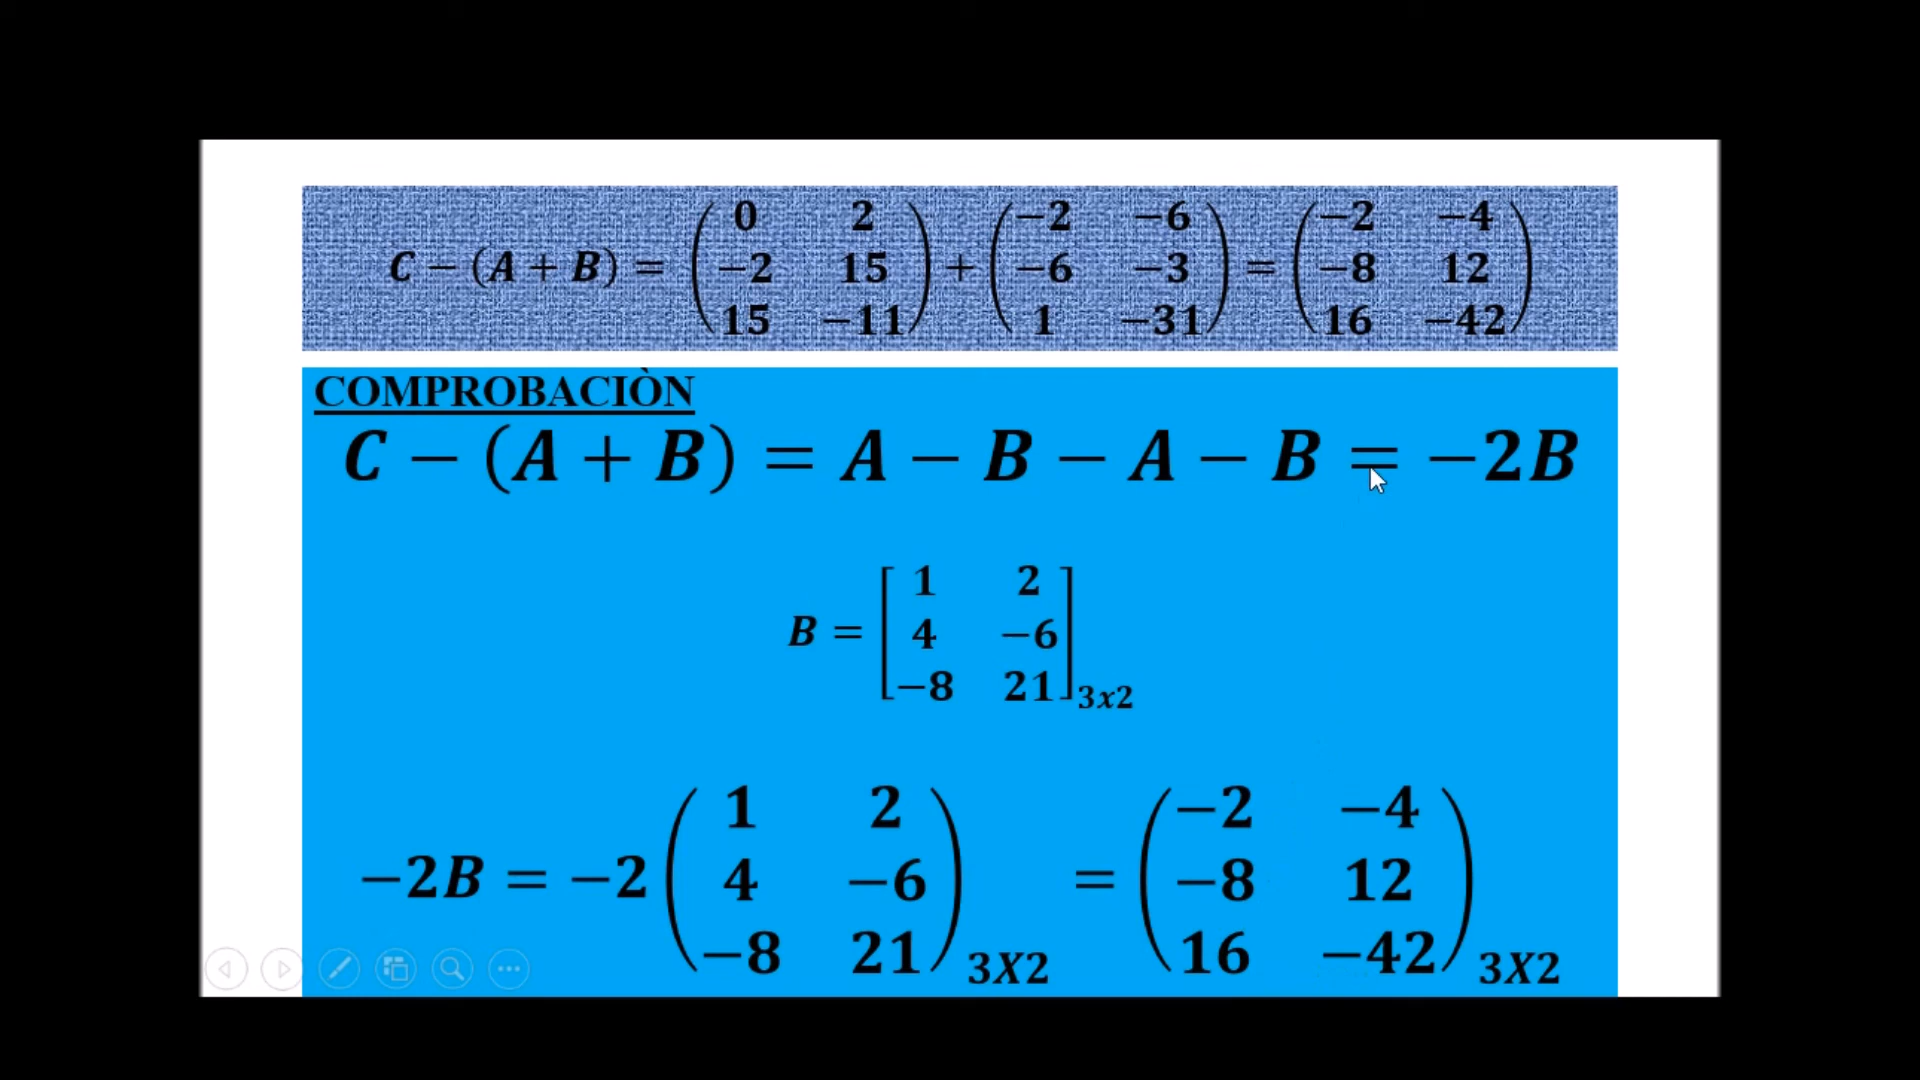 C − (A + B) = ( 0 2 −2 15 15 −11 ) + ( −2 −6 −6 −3 1 −31 ) = ( −2 −4 −8 12 16 −42 )
COMPROBACIÒN
C − (A + B) = A − B − A − B = −2B
B = [ 1 2 4 −6 −8 21 ] 3x2
−2B = −2 ( 1 2 4 −6 −8 21 ) 3X2 = ( −2 −4 −8 12 16 −42 ) 3X2